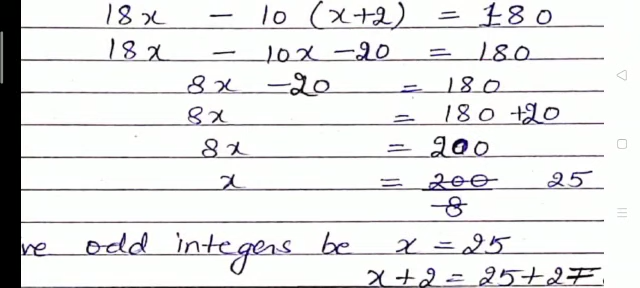 18x - 10 (x+2) = 180
18x - 10x -20 = 180
8x -20 = 180
8x = 180 +20
8x = 200
x = 200/8 25
ve odd integers be x = 25
x+2 = 25+2=